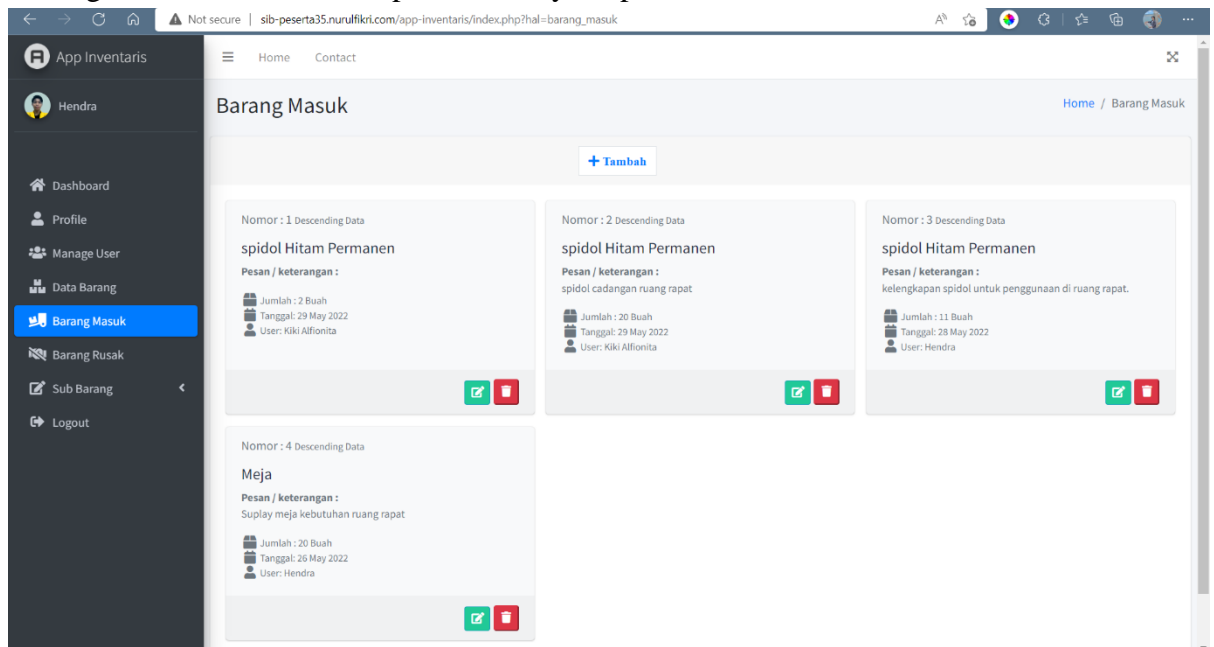 Not secure | sib-peserta35.nurulfikri.com/app-inventaris/index.php?hal=barang_masuk
App Inventaris
Home Contact
Hendra
Barang Masuk
Home / Barang Masuk
+ Tambah
Dashboard
Profile
Manage User
Data Barang
Barang Masuk
Barang Rusak
Sub Barang
Logout
Nomor : 1 Descending Data
spidol Hitam Permanen
Pesan / keterangan :
Jumlah : 2 Buah
Tanggal: 29 May 2022
User: Kiki Alfionita
Nomor : 2 Descending Data
spidol Hitam Permanen
Pesan / keterangan :
spidol cadangan ruang rapat
Jumlah : 20 Buah
Tanggal: 29 May 2022
User: Kiki Alfionita
Nomor : 3 Descending Data
spidol Hitam Permanen
Pesan / keterangan :
kelengkapan spidol untuk penggunaan di ruang rapat.
Jumlah : 11 Buah
Tanggal: 28 May 2022
User: Hendra
Nomor : 4 Descending Data
Meja
Pesan / keterangan :
Suplay meja kebutuhan ruang rapat
Jumlah : 20 Buah
Tanggal: 26 May 2022
User: Hendra